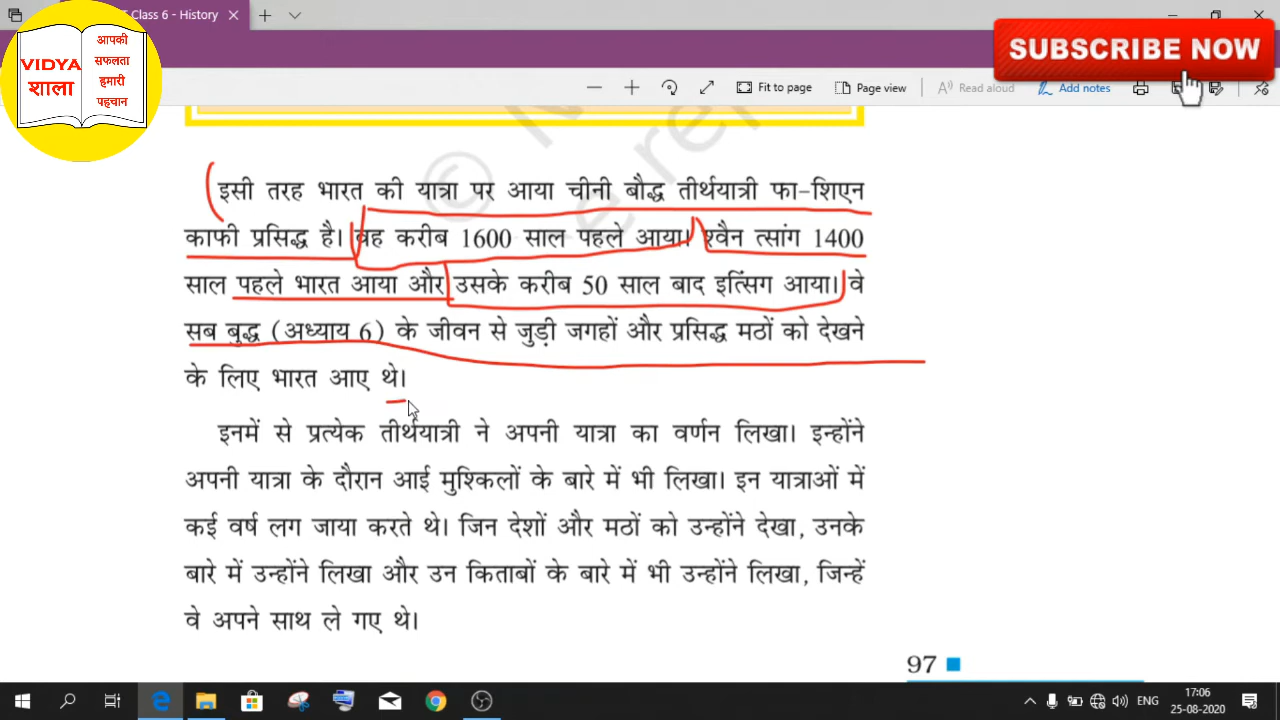 Class 6 - History
VIDYA
शाला
आपकी
सफलता
हमारी
पहचान
SUBSCRIBE NOW
Fit to page
Page view
Read aloud
Add notes
इसी तरह भारत की यात्रा पर आया चीनी बौद्ध तीर्थयात्री फा-शिएन
काफी प्रसिद्ध है। वह करीब 1600 साल पहले आया। श्वैन त्सांग 1400
साल पहले भारत आया और उसके करीब 50 साल बाद इत्सिंग आया। वे
सब बुद्ध (अध्याय 6) के जीवन से जुड़ी जगहों और प्रसिद्ध मठों को देखने
के लिए भारत आए थे।
इनमें से प्रत्येक तीर्थयात्री ने अपनी यात्रा का वर्णन लिखा। इन्होंने
अपनी यात्रा के दौरान आई मुश्किलों के बारे में भी लिखा। इन यात्राओं में
कई वर्ष लग जाया करते थे। जिन देशों और मठों को उन्होंने देखा, उनके
बारे में उन्होंने लिखा और उन किताबों के बारे में भी उन्होंने लिखा, जिन्हें
वे अपने साथ ले गए थे।
97
ENG
17:06
25-08-2020